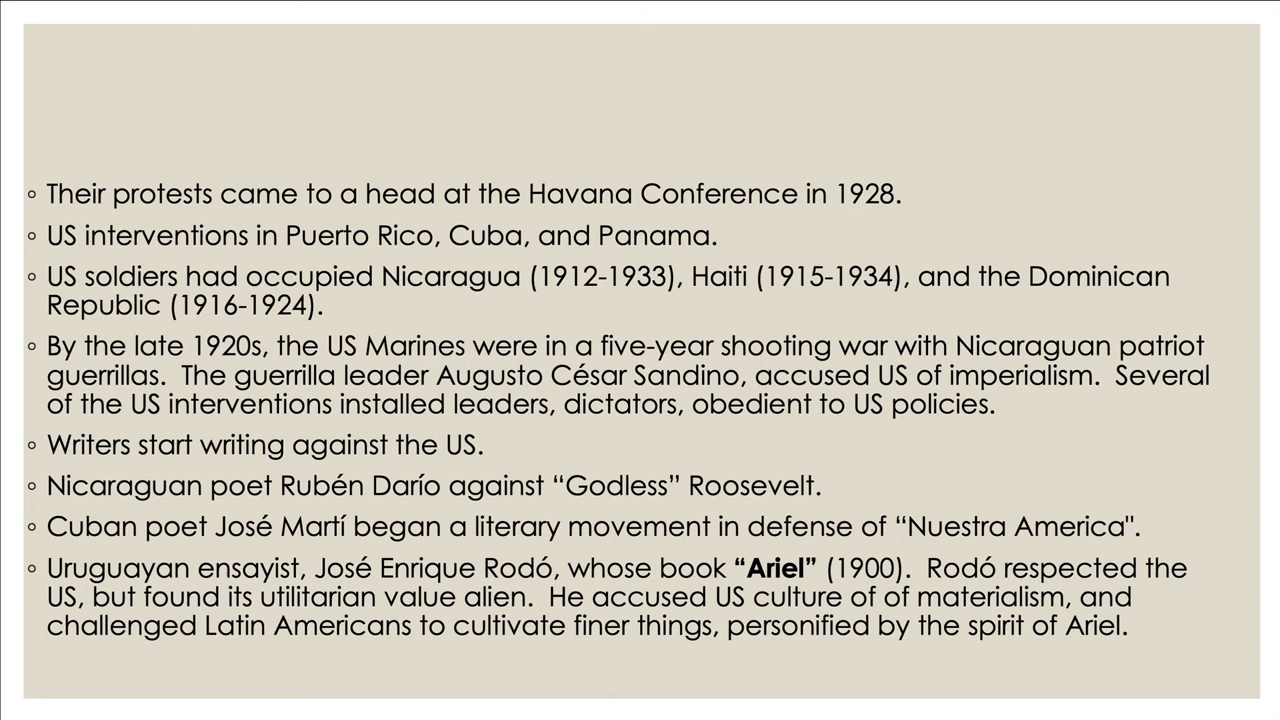 ◦ Their protests came to a head at the Havana Conference in 1928.
◦ US interventions in Puerto Rico, Cuba, and Panama.
◦ US soldiers had occupied Nicaragua (1912-1933), Haiti (1915-1934), and the Dominican
Republic (1916-1924).
◦ By the late 1920s, the US Marines were in a five-year shooting war with Nicaraguan patriot
guerrillas.  The guerrilla leader Augusto César Sandino, accused US of imperialism.  Several
of the US interventions installed leaders, dictators, obedient to US policies.
◦ Writers start writing against the US.
◦ Nicaraguan poet Rubén Darío against “Godless” Roosevelt.
◦ Cuban poet José Martí began a literary movement in defense of “Nuestra America".
◦ Uruguayan ensayist, José Enrique Rodó, whose book “Ariel” (1900).  Rodó respected the
US, but found its utilitarian value alien.  He accused US culture of of materialism, and
challenged Latin Americans to cultivate finer things, personified by the spirit of Ariel.